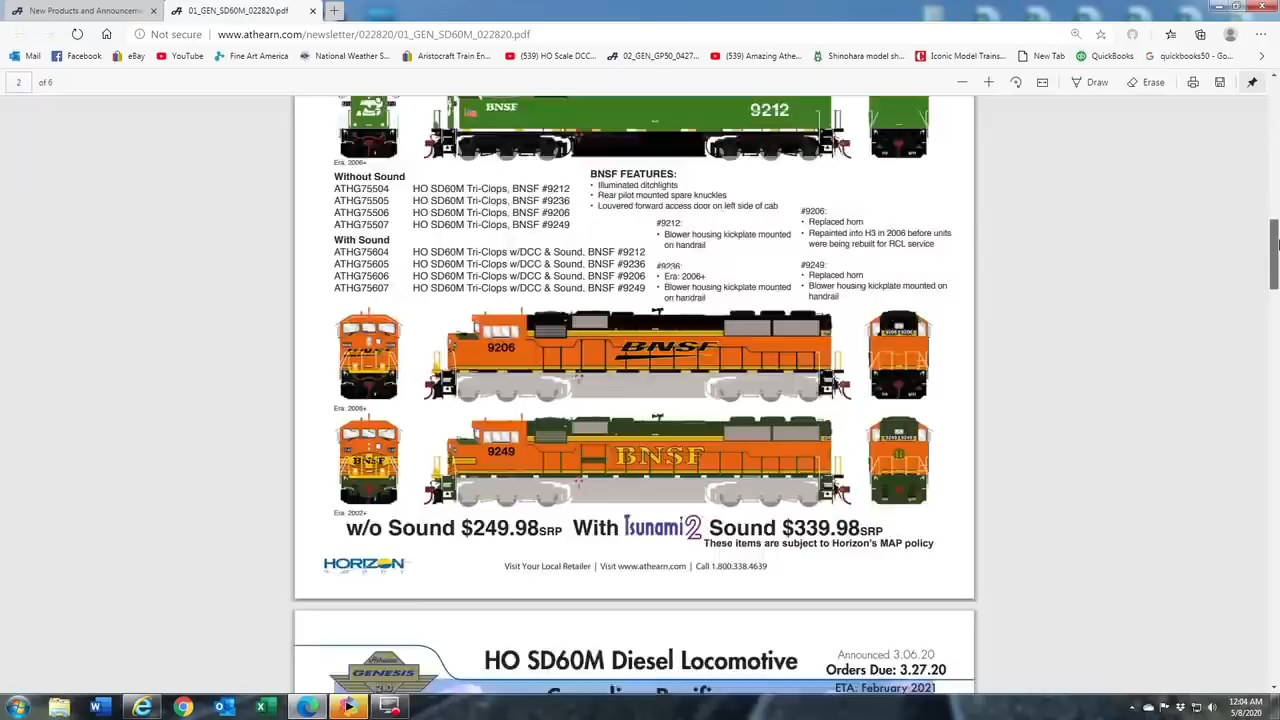 New Products and Announceme
01_GEN_SD60M_022820.pdf
Not secure | www.athearn.com/newsletter/022820/01_GEN_SD60M_022820.pdf
Mail
Facebook
eBay
YouTube
Fine Art America
National Weather S...
Aristocraft Train En...
(539) HO Scale DCC...
02_GEN_GP50_0427...
(539) Amazing Athe...
Shinohara model sh...
Iconic Model Trains...
New Tab
QuickBooks
quickbooks50 - Go...
2 of 6
Draw
Erase
BNSF
9212
Era: 2006+
Without Sound
ATHG75504 HO SD60M Tri-Clops, BNSF #9212
ATHG75505 HO SD60M Tri-Clops, BNSF #9236
ATHG75506 HO SD60M Tri-Clops, BNSF #9206
ATHG75507 HO SD60M Tri-Clops, BNSF #9249
With Sound
ATHG75604 HO SD60M Tri-Clops w/DCC & Sound, BNSF #9212
ATHG75605 HO SD60M Tri-Clops w/DCC & Sound, BNSF #9236
ATHG75606 HO SD60M Tri-Clops w/DCC & Sound, BNSF #9206
ATHG75607 HO SD60M Tri-Clops w/DCC & Sound, BNSF #9249
BNSF FEATURES:
• Illuminated ditchlights
• Rear pilot mounted spare knuckles
• Louvered forward access door on left side of cab
#9212:
• Blower housing kickplate mounted
on handrail
#9236:
• Era: 2006+
• Blower housing kickplate mounted
on handrail
#9206:
• Replaced horn
• Repainted into H3 in 2006 before units
were being rebuilt for RCL service
#9249:
• Replaced horn
• Blower housing kickplate mounted on
handrail
9206
BNSF
Era: 2006+
BNSF
9249
BNSF
Era: 2002+
w/o Sound $249.98SRP With Tsunami2 Sound $339.98SRP
These items are subject to Horizon's MAP policy
HORIZON
Visit Your Local Retailer | Visit www.athearn.com | Call 1.800.338.4639
GENESIS
HO SD60M Diesel Locomotive
Announced 3.06.20
Orders Due: 3.27.20
ETA: February 2021
12:04 AM
5/8/2020